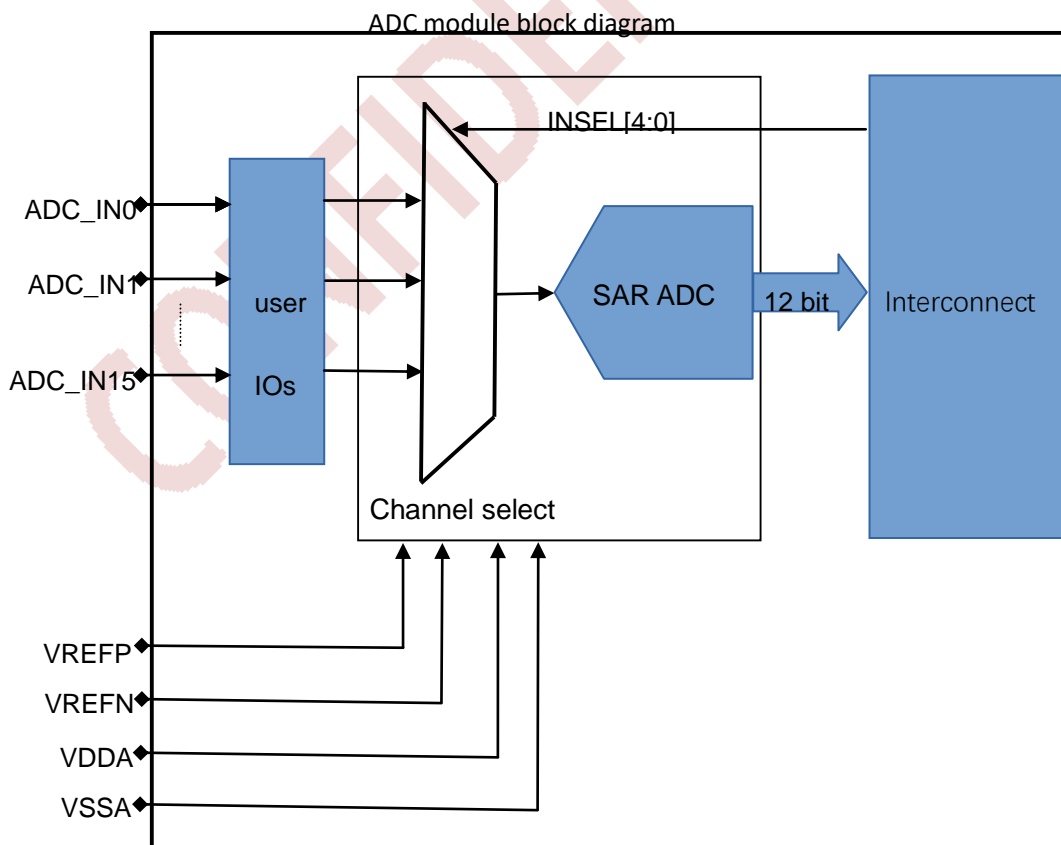 ADC module block diagram
INSEL[4:0]
ADC_IN0
ADC_IN1
ADC_IN15
user
IOs
SAR ADC
12 bit
Interconnect
Channel select
VREFP
VREFN
VDDA
VSSA
CONFIDE